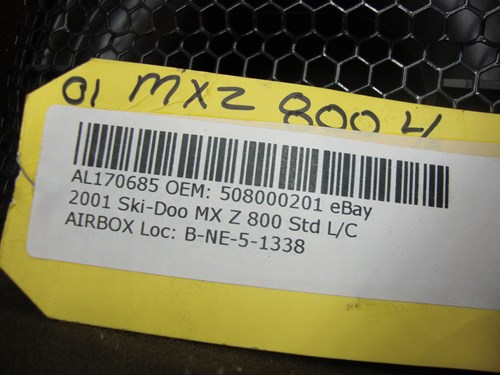 01 MXZ 800
AL170685 OEM: 508000201 eBay
2001 Ski-Doo MX Z 800 Std L/C
AIRBOX Loc: B-NE-5-1338